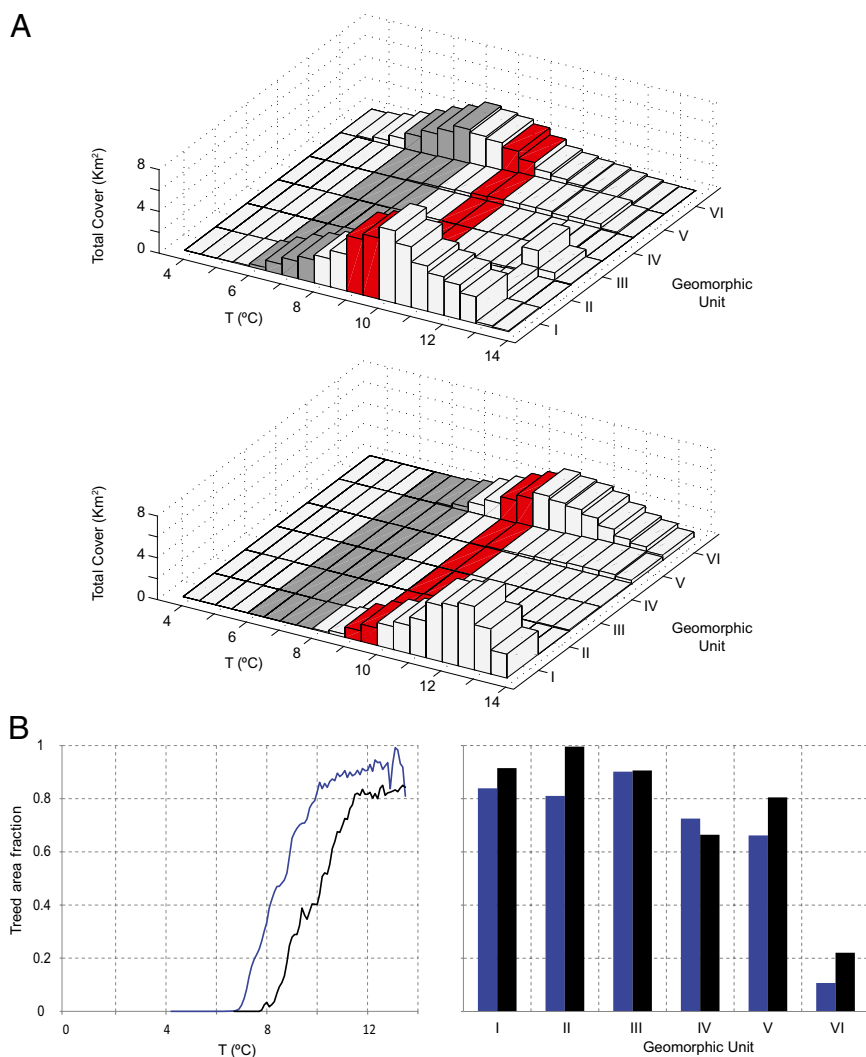 A
8
4
0
Total Cover (Km²)
4
6
8
10
12
14
T (ºC)
I
II
III
IV
V
VI
Geomorphic
Unit
8
4
0
Total Cover (Km²)
4
6
8
10
12
14
T (ºC)
I
II
III
IV
V
VI
Geomorphic
Unit
B
1
0.8
0.6
0.4
0.2
0
Treed area fraction
0 4 8 12
T (ºC)
I II III IV V VI
Geomorphic Unit